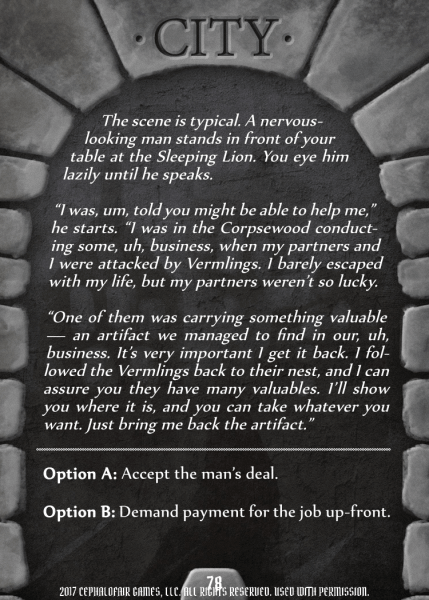 · CITY ·
The scene is typical. A nervous-
looking man stands in front of your
table at the Sleeping Lion. You eye him
lazily until he speaks.
“I was, um, told you might be able to help me,”
he starts. “I was in the Corpsewood conduct-
ing some, uh, business, when my partners and
I were attacked by Vermlings. I barely escaped
with my life, but my partners weren’t so lucky.
“One of them was carrying something valuable
— an artifact we managed to find in our, uh,
business. It’s very important I get it back. I fol-
lowed the Vermlings back to their nest, and I can
assure you they have many valuables. I’ll show
you where it is, and you can take whatever you
want. Just bring me back the artifact.”
Option A: Accept the man’s deal.
Option B: Demand payment for the job up-front.
78
2017 CEPHALOFAIR GAMES, LLC. ALL RIGHTS RESERVED. USED WITH PERMISSION.